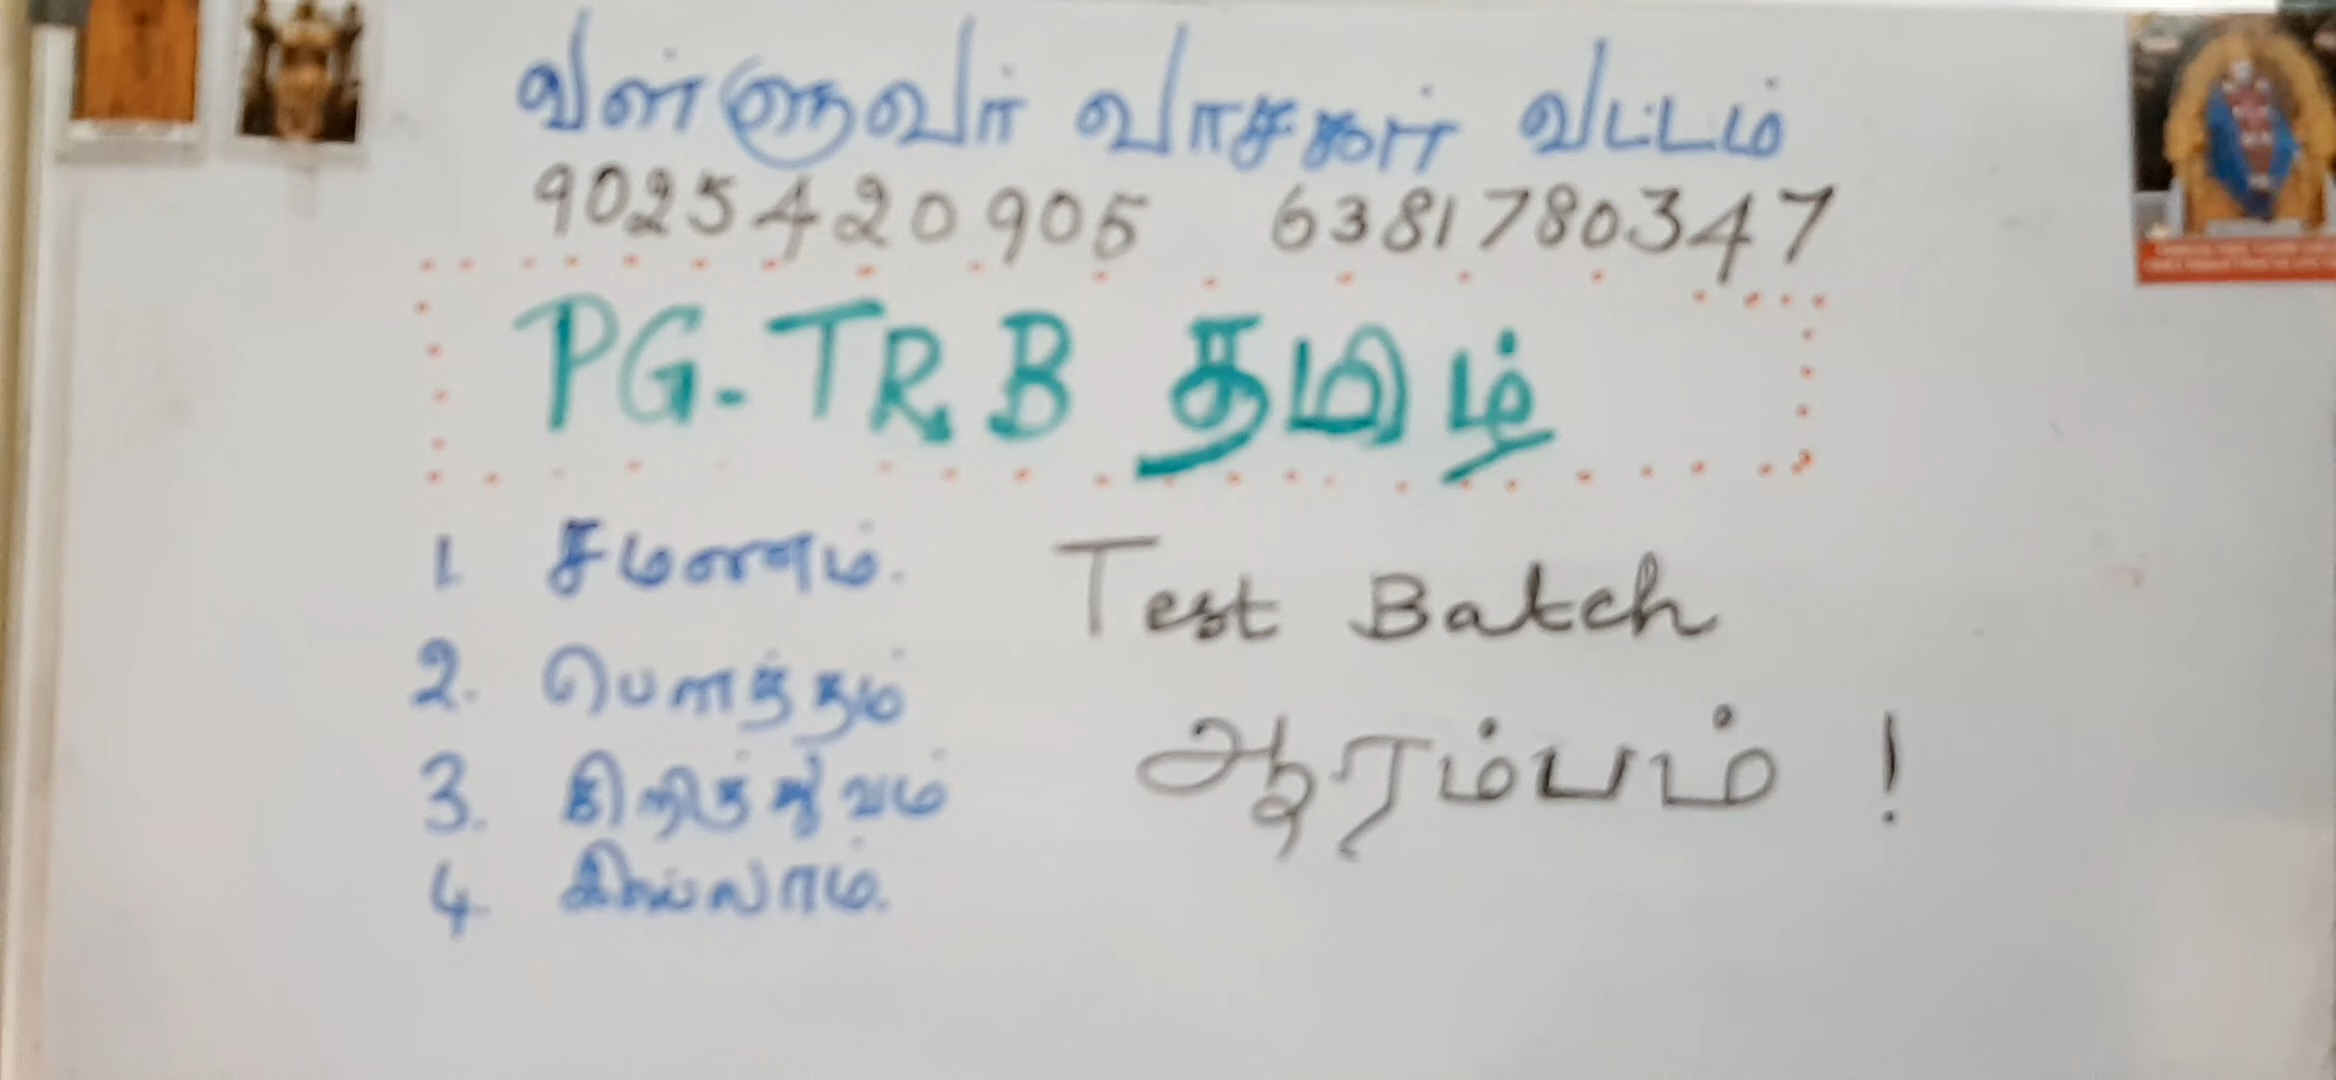 வள்ளுவர் வாசகர் வட்டம்
9025420905 6381780347
PG-TRB தமிழ்
1. சமணம்.
Test Batch
2. பௌத்தம்
ஆரம்பம் !
3. கிறித்துவம்
4. இஸ்லாம்.